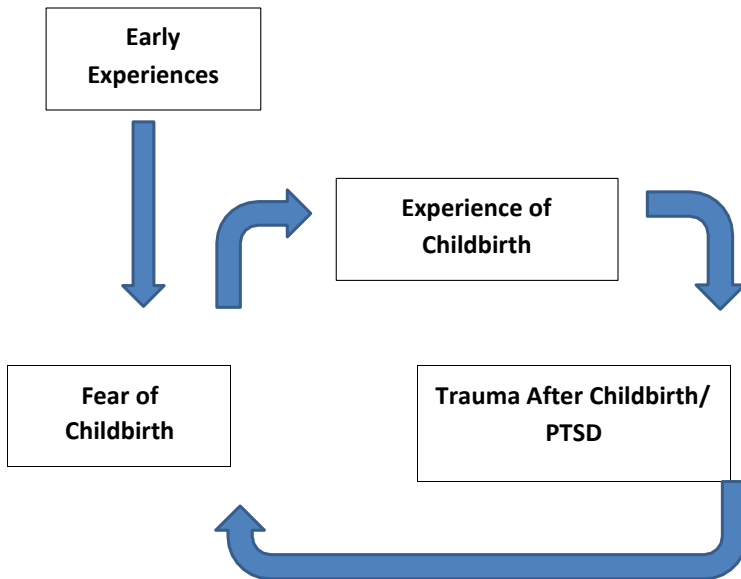 Early
Experiences
Experience of
Childbirth
Fear of
Childbirth
Trauma After Childbirth/
PTSD